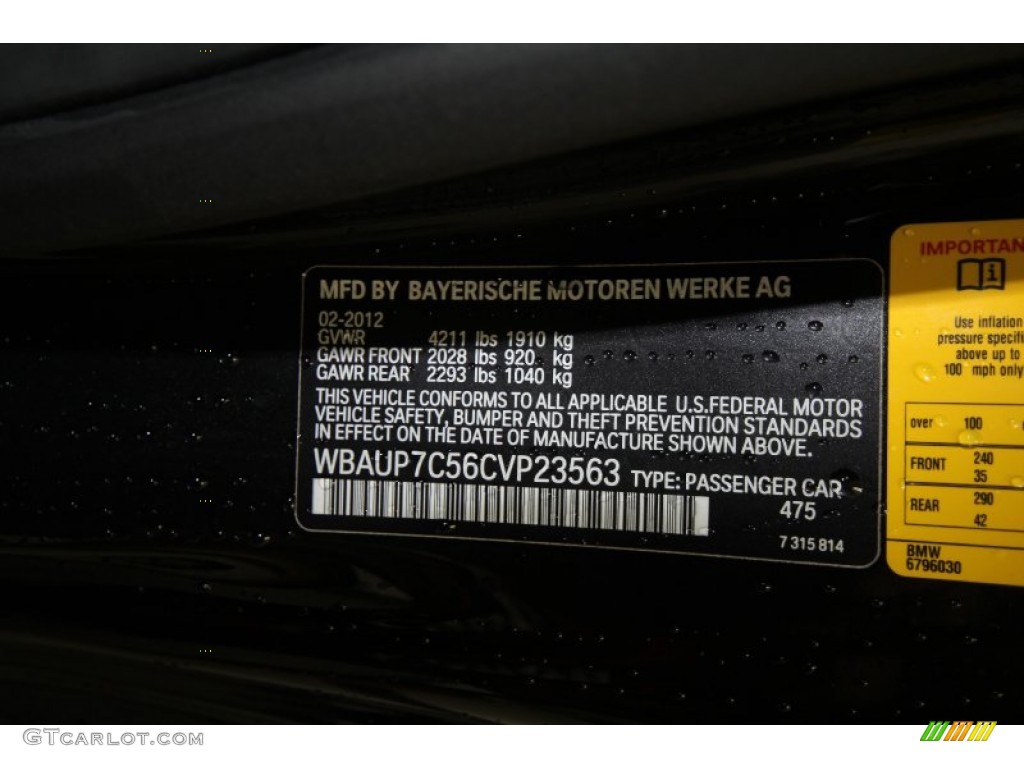 MFD BY BAYERISCHE MOTOREN WERKE AG
02-2012
GVWR 4211 lbs 1910 kg
GAWR FRONT 2028 lbs 920 kg
GAWR REAR 2293 lbs 1040 kg
THIS VEHICLE CONFORMS TO ALL APPLICABLE U.S.FEDERAL MOTOR
VEHICLE SAFETY, BUMPER AND THEFT PREVENTION STANDARDS
IN EFFECT ON THE DATE OF MANUFACTURE SHOWN ABOVE.
WBAUP7C56CVP23563 TYPE: PASSENGER CAR
475
7 315 814
IMPORTAN
Use inflation
pressure specifi
above up to
100 mph only
over 100
FRONT 240
35
REAR 290
42
BMW
6796030
GTCarlot.com